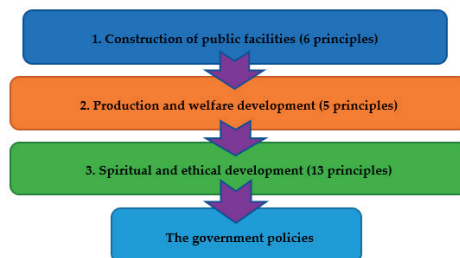 1. Construction of public facilities (6 principles)
2. Production and welfare development (5 principles)
3. Spiritual and ethical development (13 principles)
The government policies